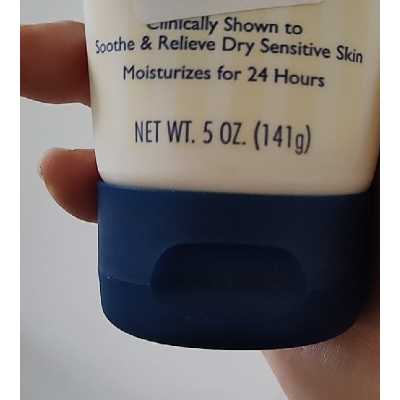 Clinically Shown to
Soothe & Relieve Dry Sensitive Skin
Moisturizes for 24 Hours
NET WT. 5 OZ. (141g)